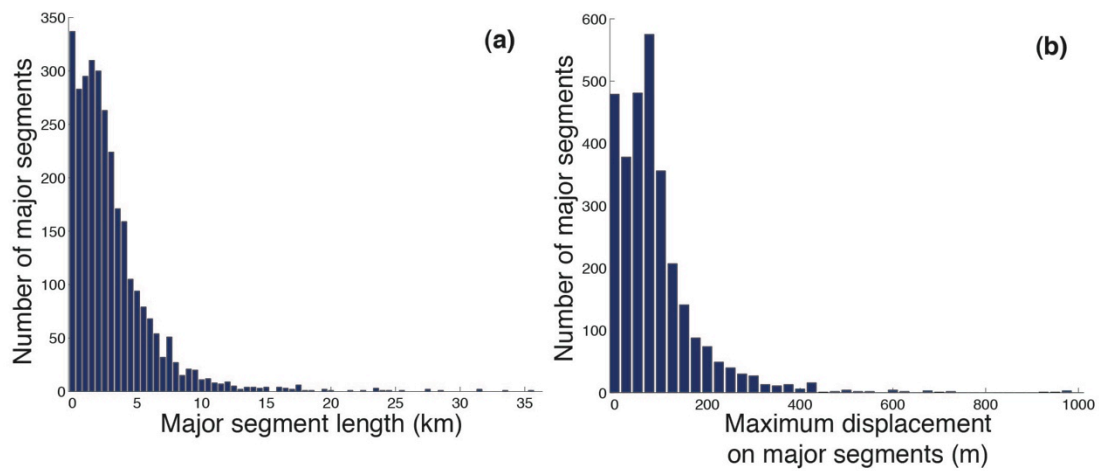 (a)
Number of major segments
350
300
250
200
150
100
50
0
0 5 10 15 20 25 30 35
Major segment length (km)
(b)
Number of major segments
600
500
400
300
200
100
0
0 200 400 600 800 1000
Maximum displacement
on major segments (m)